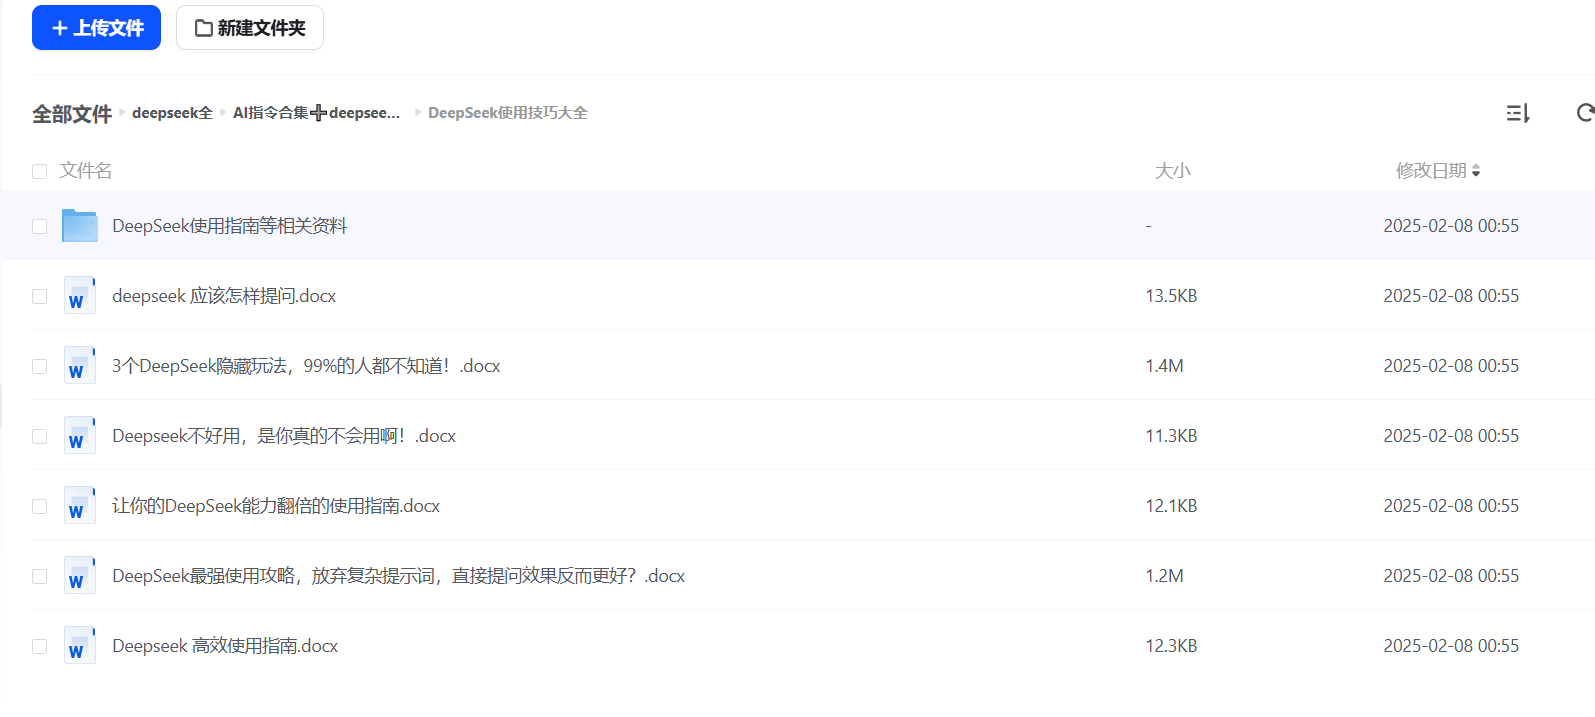 + 上传文件 新建文件夹
全部文件 deepseek全 AI指令合集➕deepsee... DeepSeek使用技巧大全
文件名 大小 修改日期
DeepSeek使用指南等相关资料 - 2025-02-08 00:55
deepseek 应该怎样提问.docx 13.5KB 2025-02-08 00:55
3个DeepSeek隐藏玩法，99%的人都不知道！.docx 1.4M 2025-02-08 00:55
Deepseek不好用，是你真的不会用啊！.docx 11.3KB 2025-02-08 00:55
让你的DeepSeek能力翻倍的使用指南.docx 12.1KB 2025-02-08 00:55
DeepSeek最强使用攻略，放弃复杂提示词，直接提问效果反而更好？.docx 1.2M 2025-02-08 00:55
Deepseek 高效使用指南.docx 12.3KB 2025-02-08 00:55